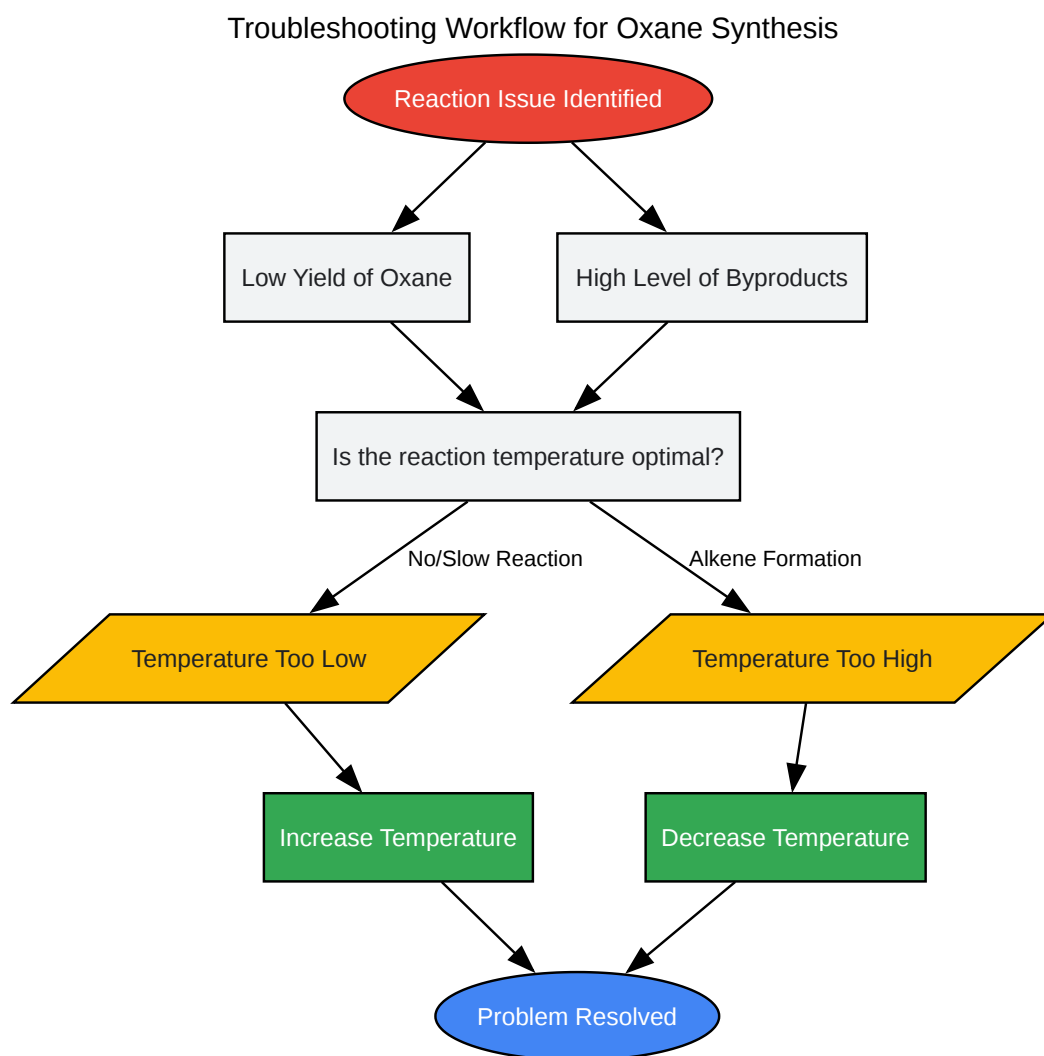 Troubleshooting Workflow for Oxane Synthesis
Reaction Issue Identified
Low Yield of Oxane
High Level of Byproducts
Is the reaction temperature optimal?
No/Slow Reaction
Alkene Formation
Temperature Too Low
Temperature Too High
Increase Temperature
Decrease Temperature
Problem Resolved